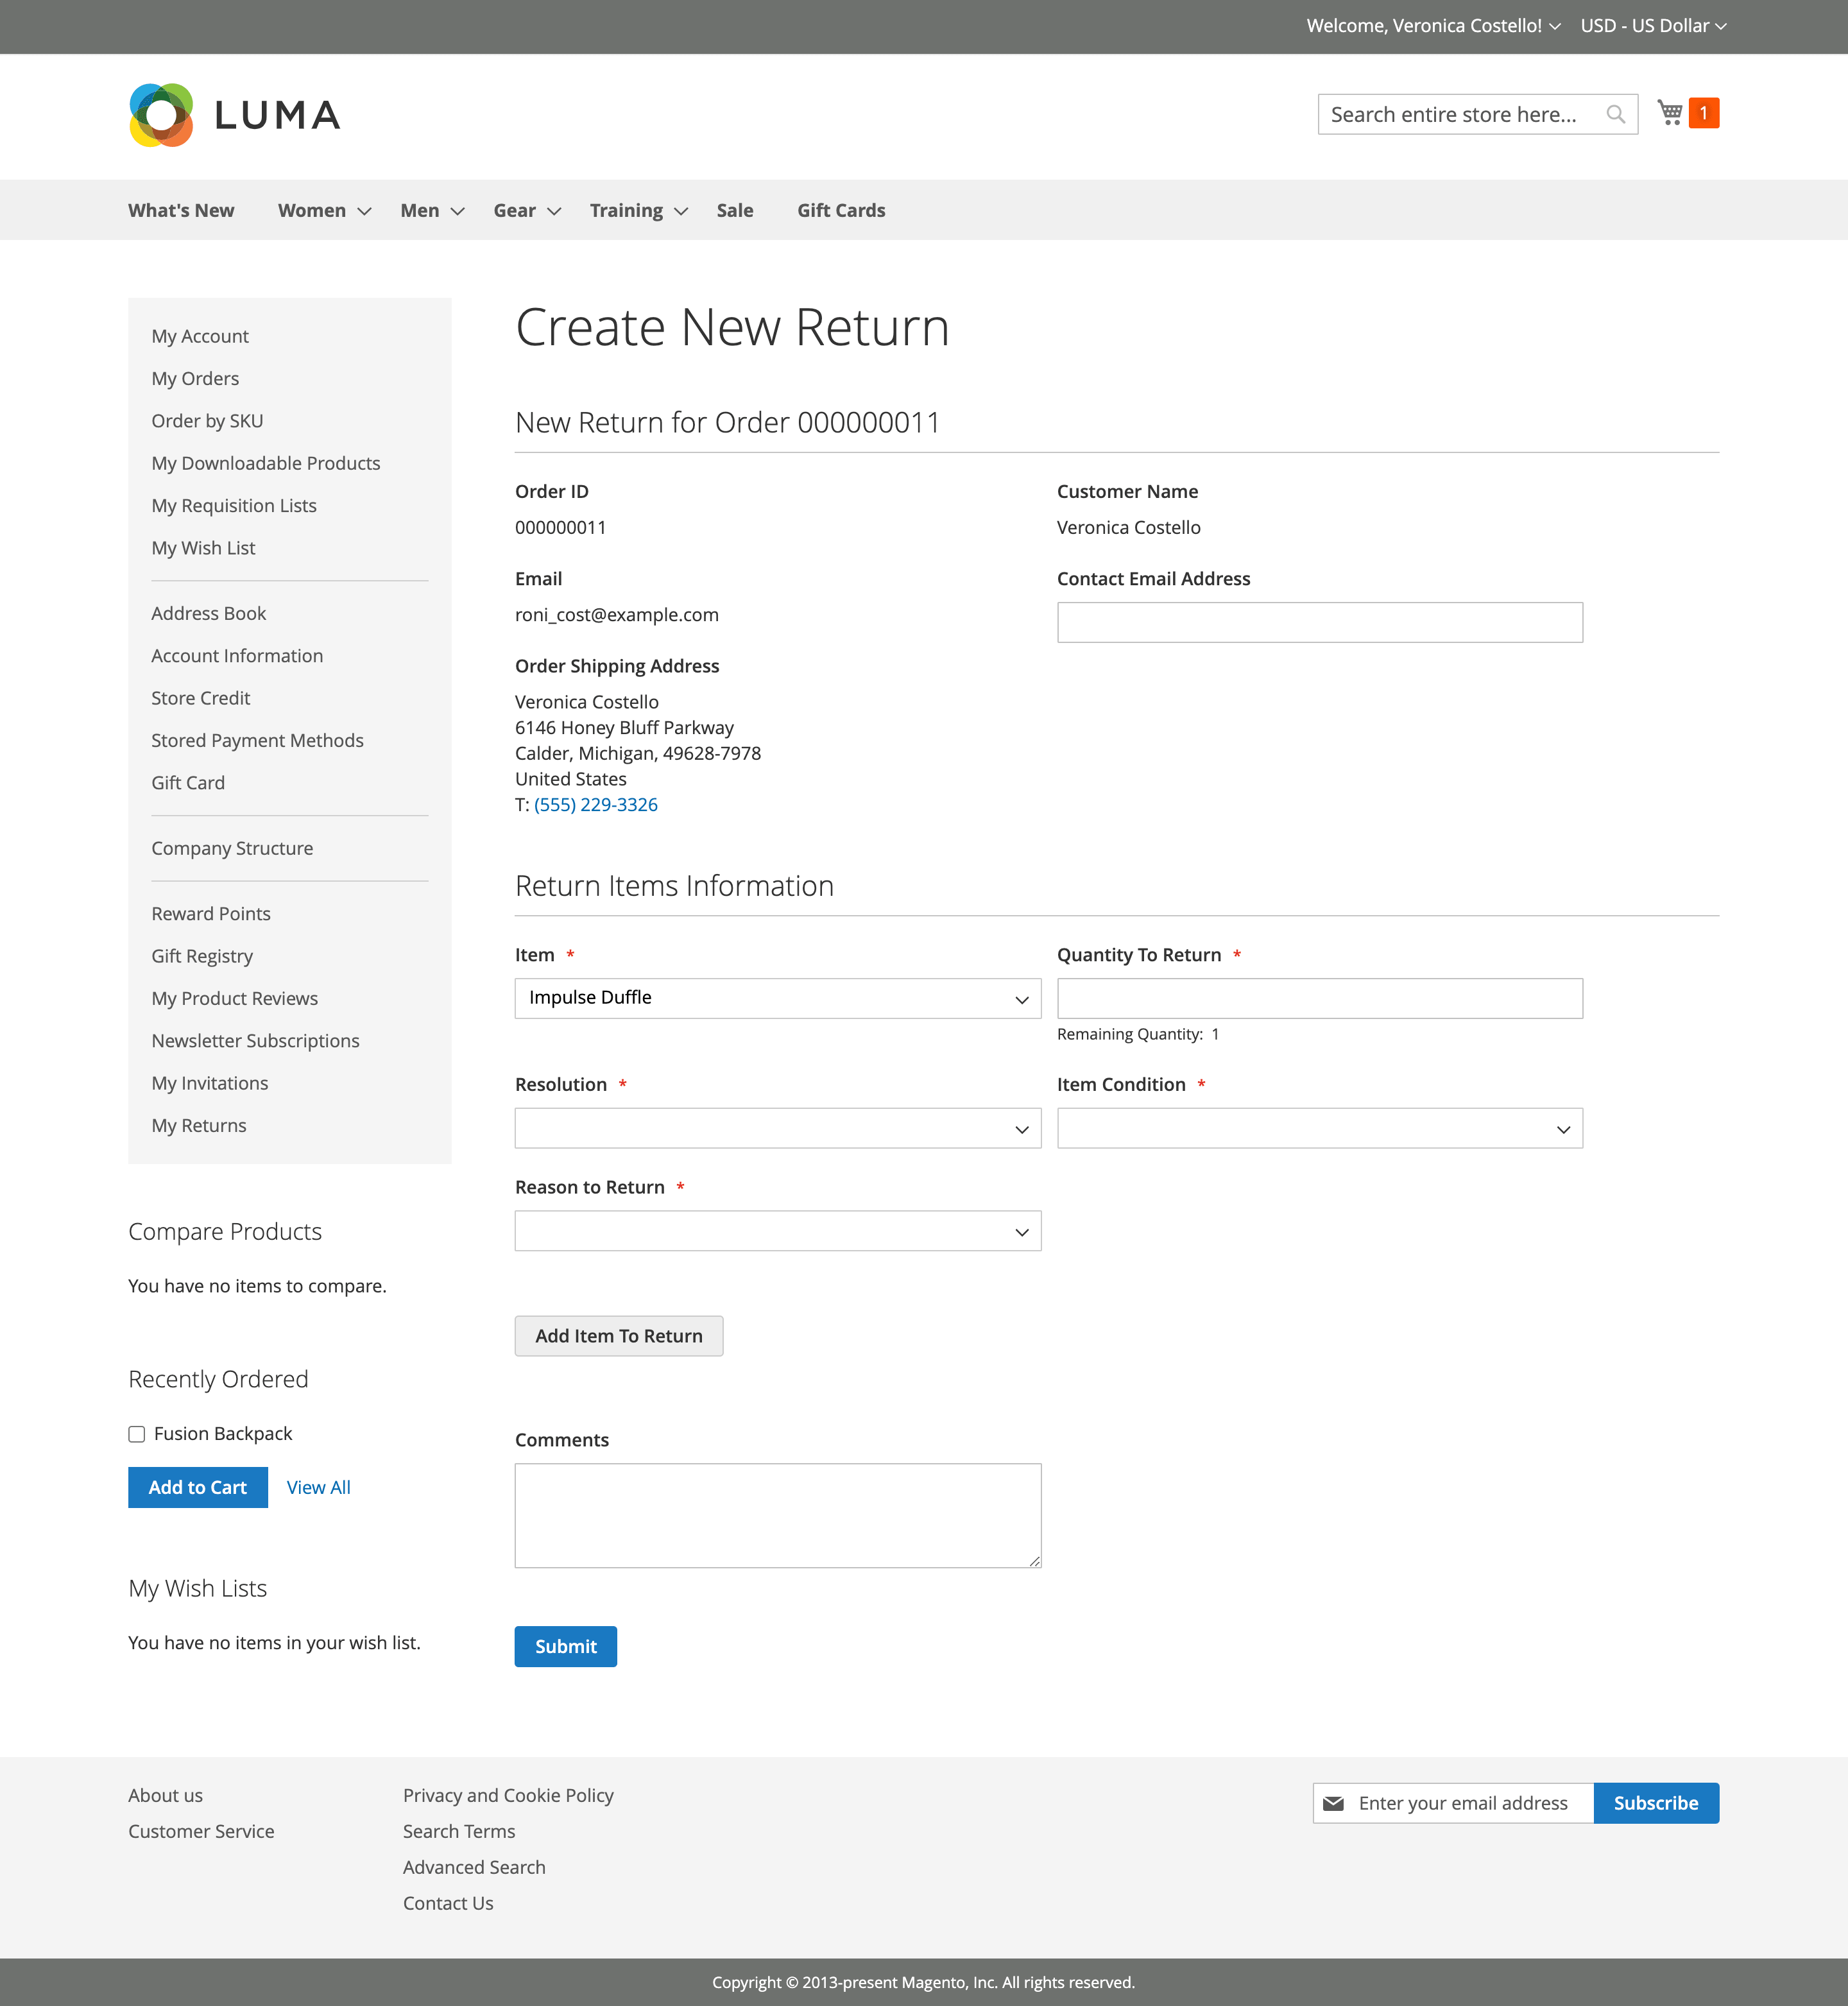 Welcome, Veronica Costello!
USD - US Dollar
LUMA
Search entire store here...
1
What's New
Women
Men
Gear
Training
Sale
Gift Cards
My Account
My Orders
Order by SKU
My Downloadable Products
My Requisition Lists
My Wish List
Address Book
Account Information
Store Credit
Stored Payment Methods
Gift Card
Company Structure
Reward Points
Gift Registry
My Product Reviews
Newsletter Subscriptions
My Invitations
My Returns
Compare Products
You have no items to compare.
Recently Ordered
Fusion Backpack
Add to Cart
View All
My Wish Lists
You have no items in your wish list.
Create New Return
New Return for Order 000000011
Order ID
000000011
Customer Name
Veronica Costello
Email
roni_cost@example.com
Contact Email Address
Order Shipping Address
Veronica Costello
6146 Honey Bluff Parkway
Calder, Michigan, 49628-7978
United States
T: (555) 229-3326
Return Items Information
Item *
Impulse Duffle
Quantity To Return *
Remaining Quantity: 1
Resolution *
Item Condition *
Reason to Return *
Add Item To Return
Comments
Submit
About us
Customer Service
Privacy and Cookie Policy
Search Terms
Advanced Search
Contact Us
Enter your email address
Subscribe
Copyright © 2013-present Magento, Inc. All rights reserved.